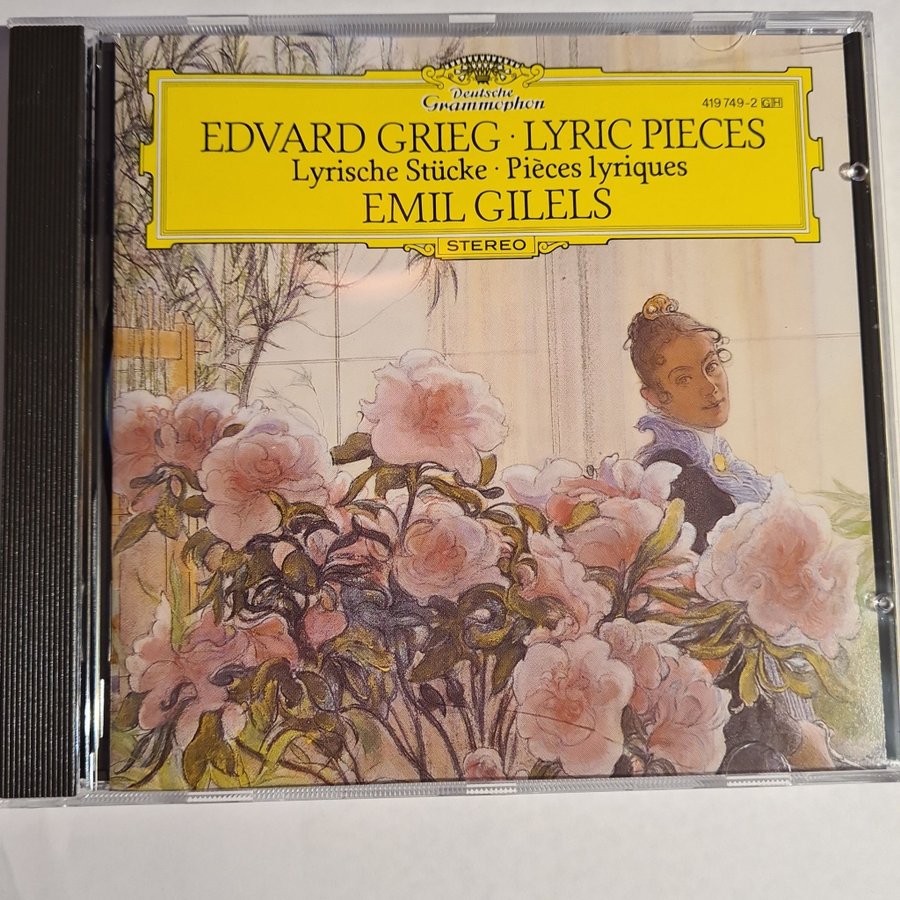 Deutsche
Grammophon
419 749-2 GH
EDVARD GRIEG · LYRIC PIECES
Lyrische Stücke · Pièces lyriques
EMIL GILELS
STEREO